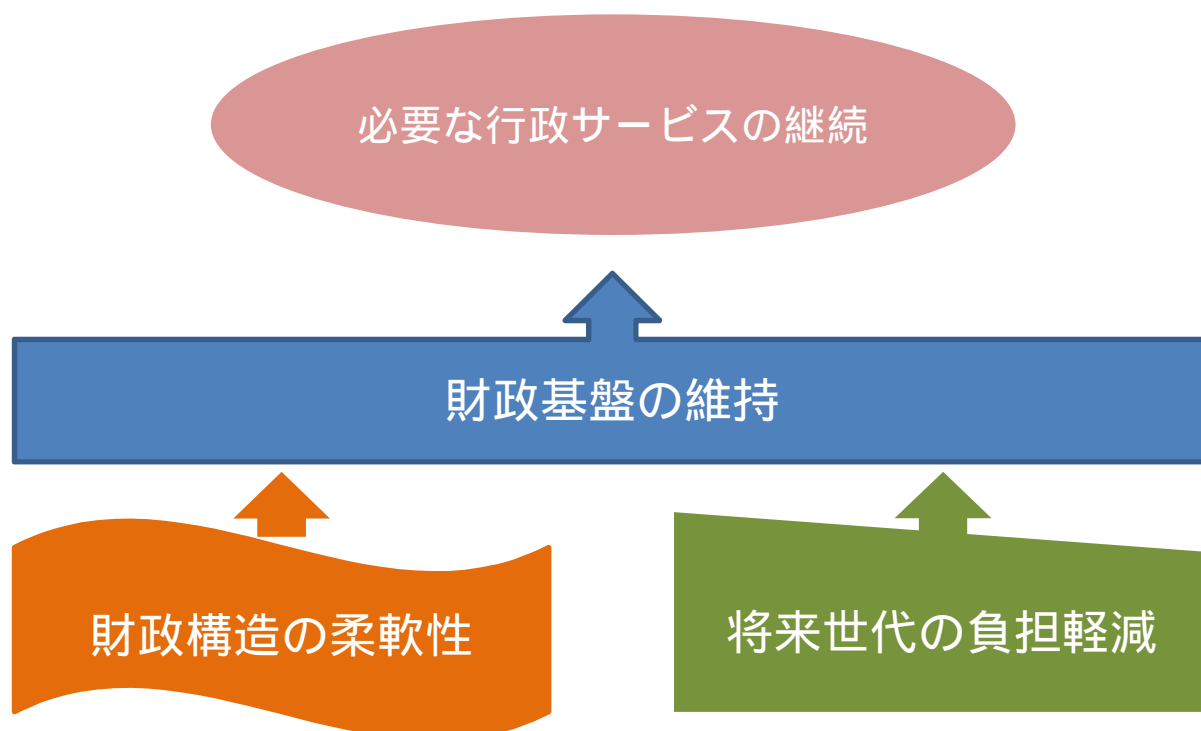 必要な行政サービスの継続
財政基盤の維持
財政構造の柔軟性
将来世代の負担軽減